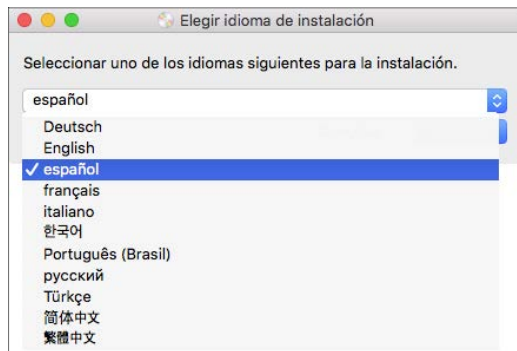 Elegir idioma de instalación
Seleccionar uno de los idiomas siguientes para la instalación.
español
Deutsch
English
español
français
italiano
한국어
Português (Brasil)
русский
Türkçe
简体中文
繁體中文